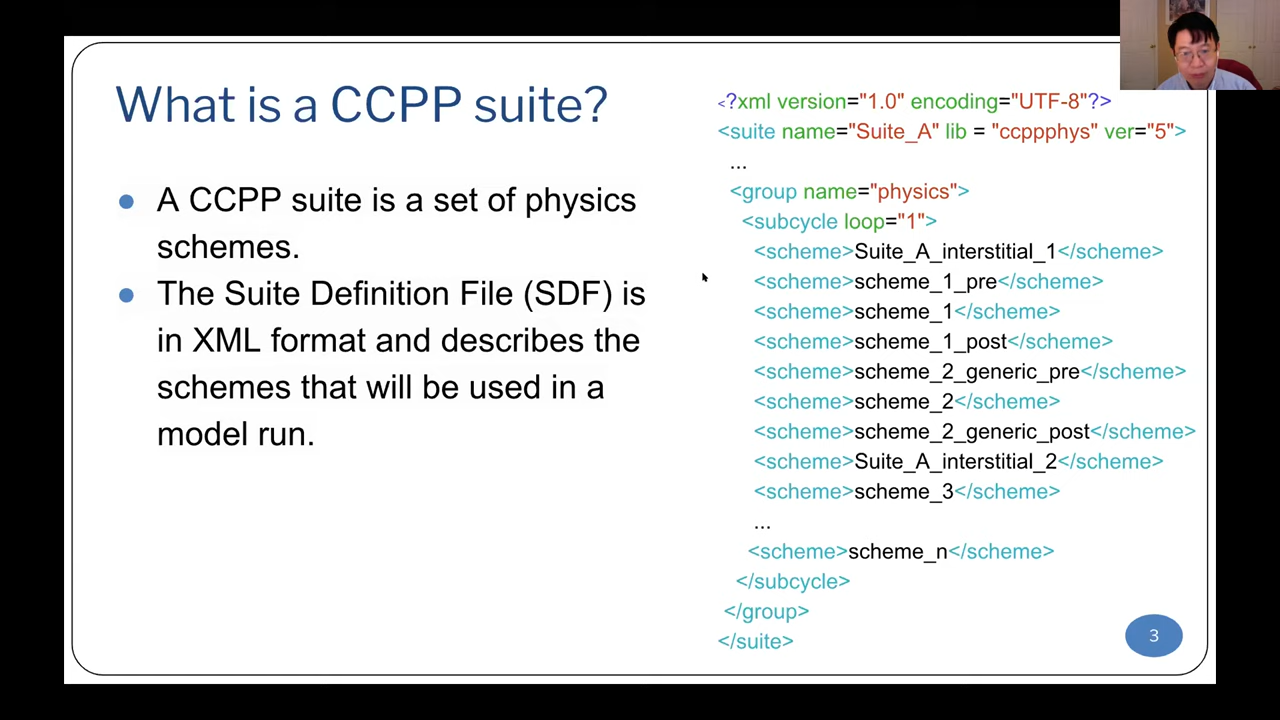 What is a CCPP suite?
● A CCPP suite is a set of physics
schemes.
● The Suite Definition File (SDF) is
in XML format and describes the
schemes that will be used in a
model run.
<?xml version="1.0" encoding="UTF-8"?>
<suite name="Suite_A" lib = "ccppphys" ver="5">
...
<group name="physics">
<subcycle loop="1">
<scheme>Suite_A_interstitial_1</scheme>
<scheme>scheme_1_pre</scheme>
<scheme>scheme_1</scheme>
<scheme>scheme_1_post</scheme>
<scheme>scheme_2_generic_pre</scheme>
<scheme>scheme_2</scheme>
<scheme>scheme_2_generic_post</scheme>
<scheme>Suite_A_interstitial_2</scheme>
<scheme>scheme_3</scheme>
...
<scheme>scheme_n</scheme>
</subcycle>
</group>
</suite>
3